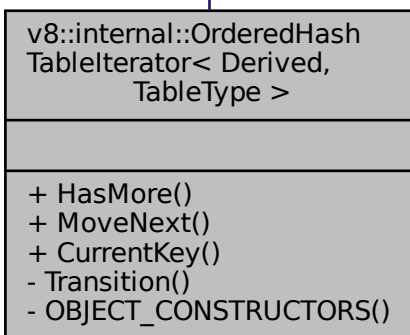 v8::internal::OrderedHash
TableIterator< Derived,
TableType >
+ HasMore()
+ MoveNext()
+ CurrentKey()
- Transition()
- OBJECT_CONSTRUCTORS()